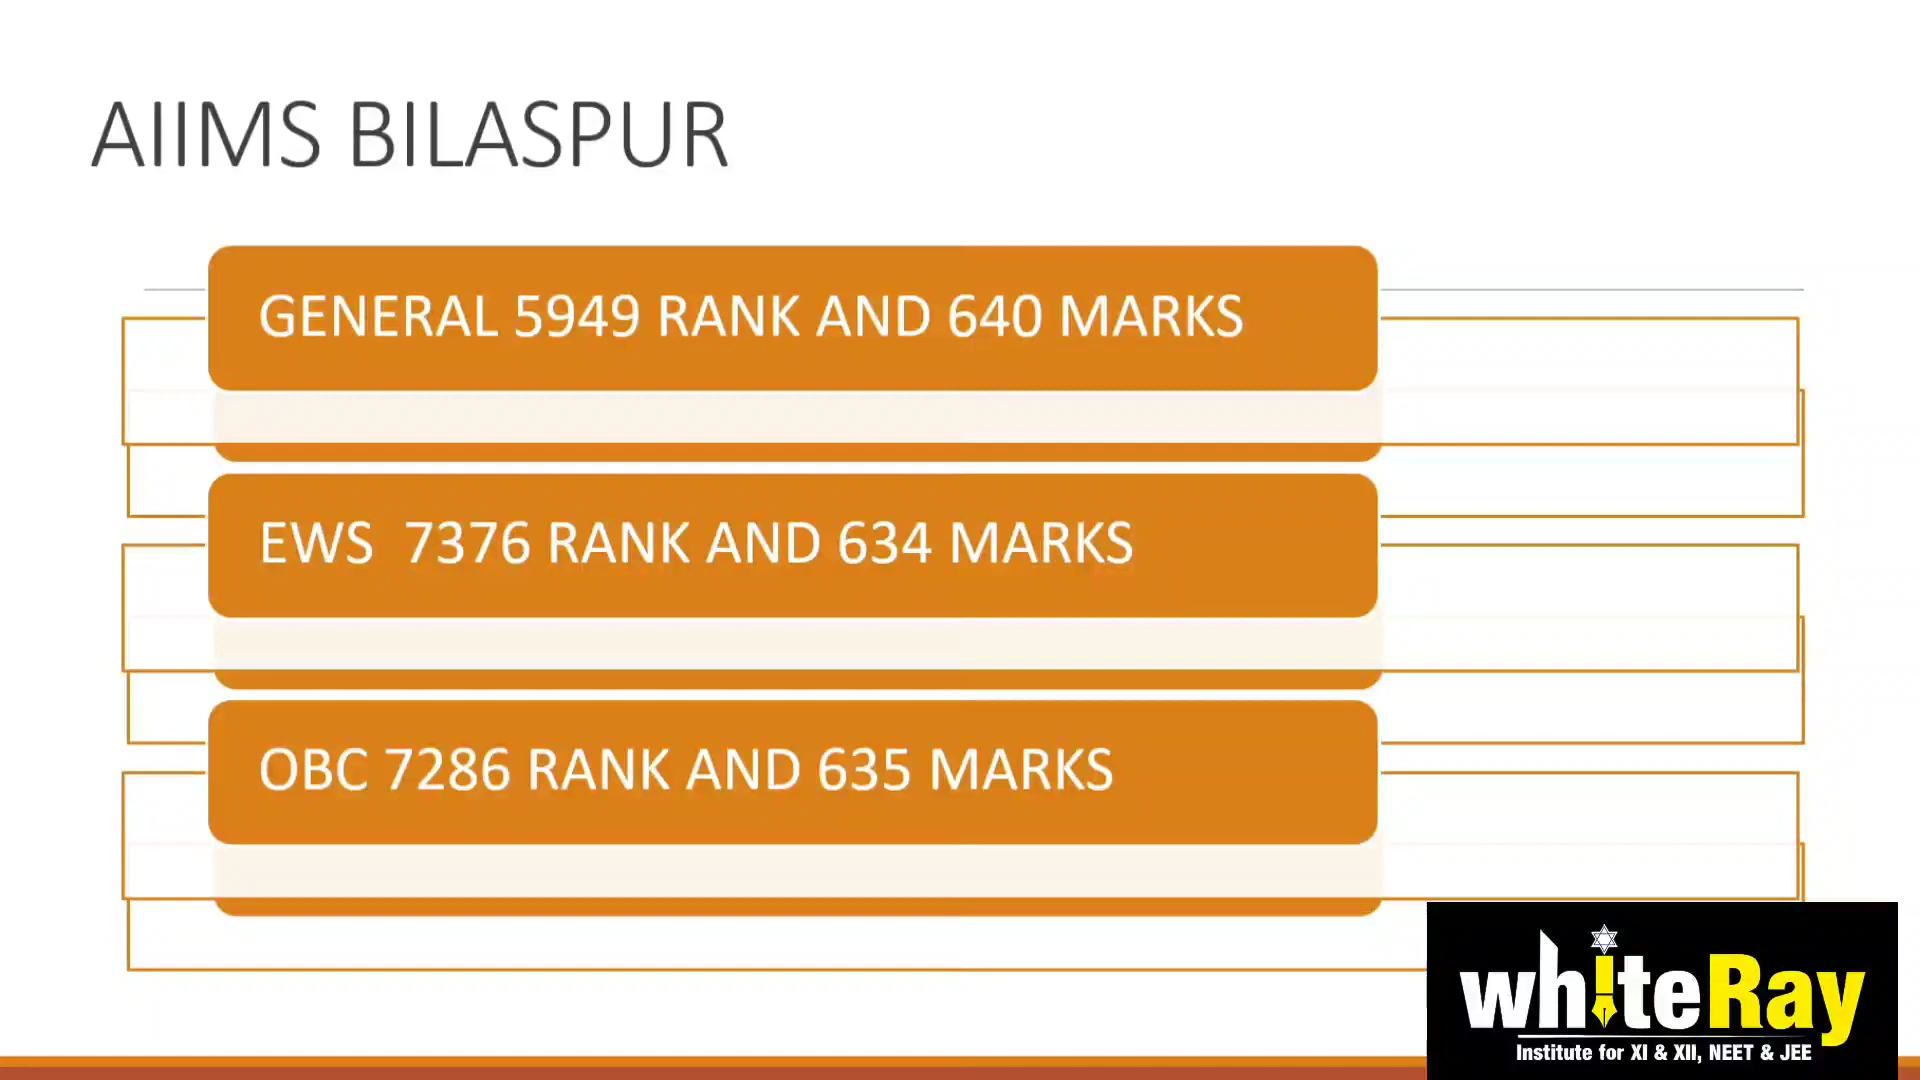 AIIMS BILASPUR
GENERAL 5949 RANK AND 640 MARKS
EWS  7376 RANK AND 634 MARKS
OBC 7286 RANK AND 635 MARKS
whiteRay
Institute for XI & XII, NEET & JEE